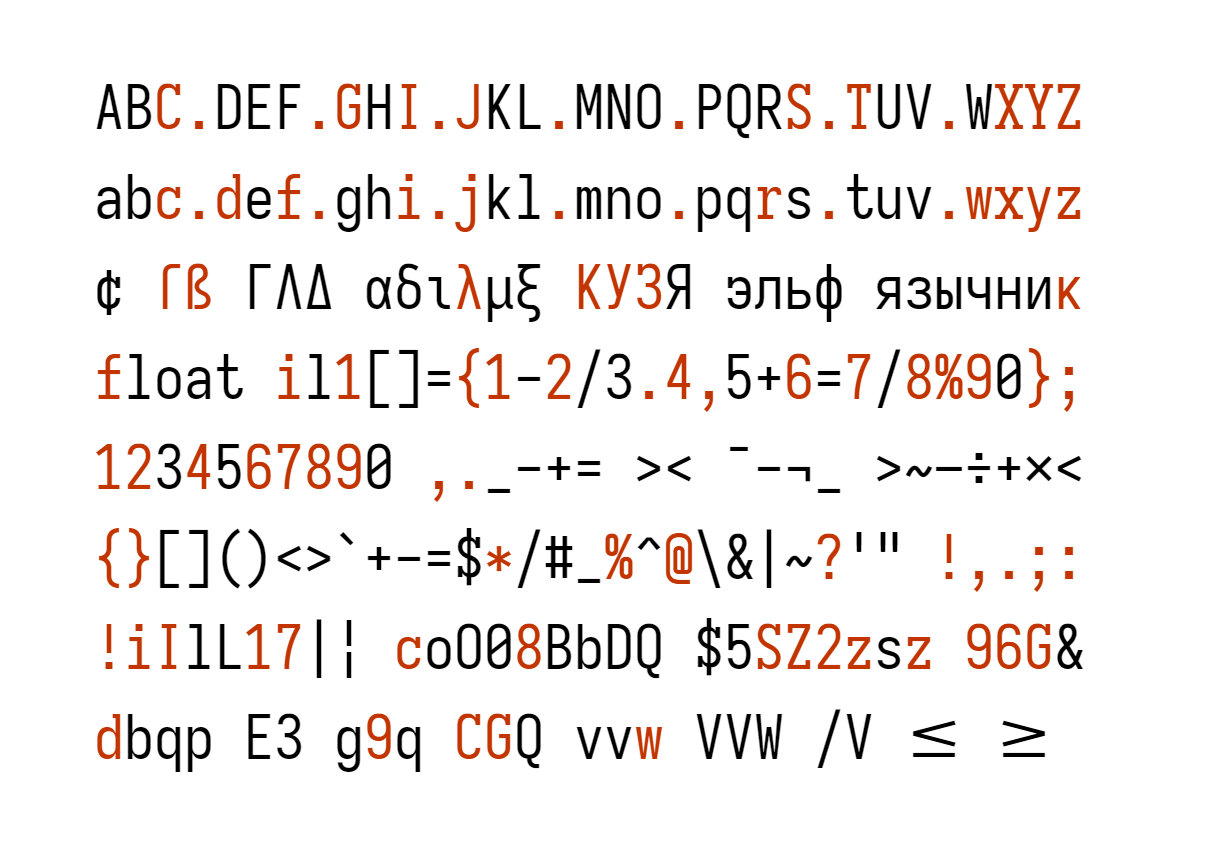 ABC.DEF.GHI.JKL.MNO.PQRS.TUV.WXYZ
abc.def.ghi.jkl.mno.pqrs.tuv.wxyz
¢ Гß ΓΛΔ αδιλμξ КУЗЯ эльф язычник
float il1[]={1-2/3.4,5+6=7/8%90};
1234567890 ,._-+= >< ¯-¬_ >~–÷+×<
{}[]()<>`+-=$*/#_%^@\&|~?'" !,.;:
!iIlL17|¦ coO08BbDQ $5SZ2zsz 96G&
dbqp E3 g9q CGQ vvw VVW /V ≤ ≥